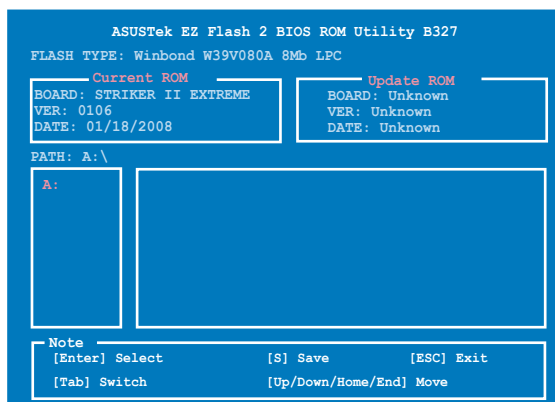 ASUSTek EZ Flash 2 BIOS ROM Utility B327
FLASH TYPE: Winbond W39V080A 8Mb LPC
Current ROM
BOARD: STRIKER II EXTREME
VER: 0106
DATE: 01/18/2008
Update ROM
BOARD: Unknown
VER: Unknown
DATE: Unknown
PATH: A:\
A:
Note
[Enter] Select [S] Save [ESC] Exit
[Tab] Switch [Up/Down/Home/End] Move